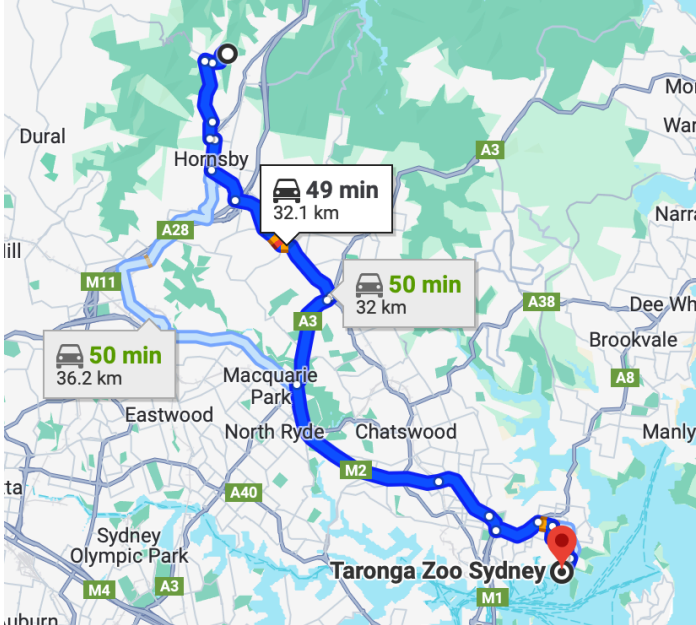 Mo
A3
Wa
Dural
Hornsby
49 min
32.1 km
Narra
A28
ill
M11
50 min
32 km
A38
Dee Wh
A3
Brookvale
50 min
36.2 km
Macquarie
Park
A8
Eastwood
North Ryde
Chatswood
Manly
M2
ta
A40
Sydney
Olympic Park
Taronga Zoo Sydney
M4
A3
M1
uburn